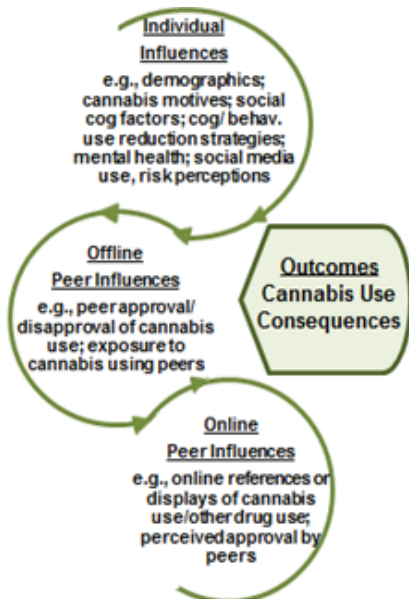 Individual
Influences
e.g., demographics;
cannabis motives; social
cog factors; cog/ behav.
use reduction strategies;
mental health; social media
use, risk perceptions
Offline
Peer Influences
e.g., peer approval/
disapproval of cannabis
use; exposure to
cannabis using peers
Outcomes
Cannabis Use
Consequences
Online
Peer Influences
e.g., online references or
displays of cannabis
use/other drug use;
perceived approval by
peers